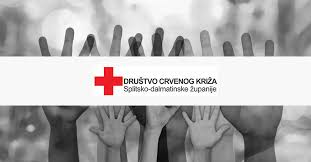 DRUŠTVO CRVENOG KRIŽA
Splitsko-dalmatinske županije